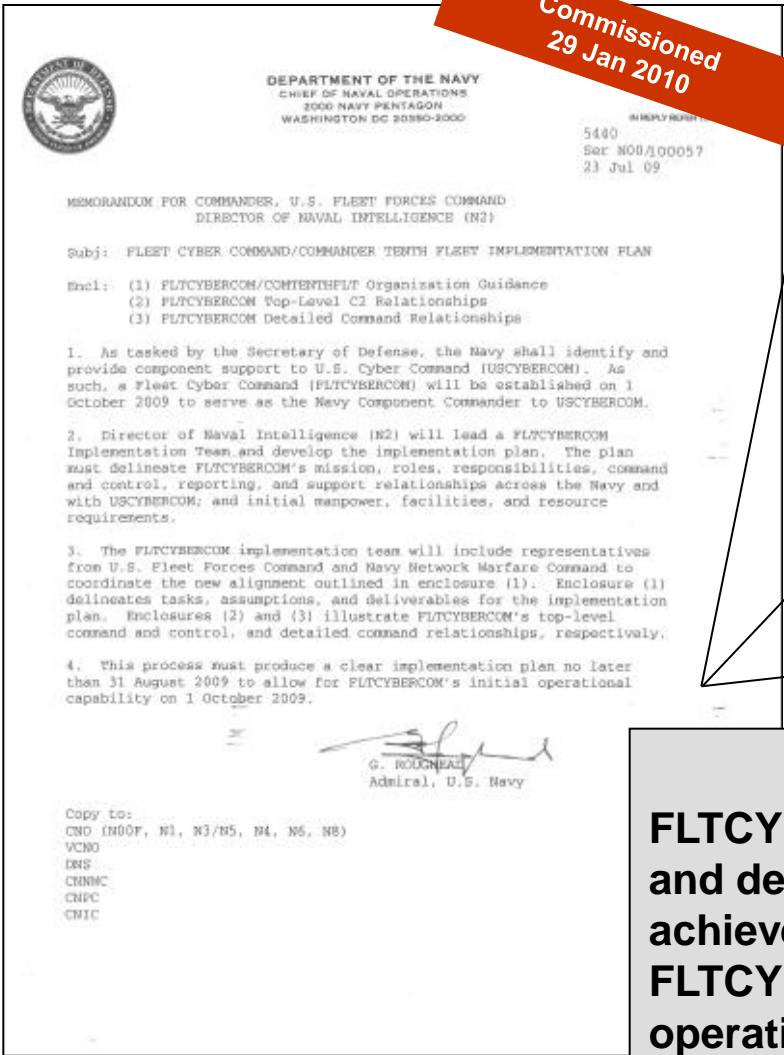 Commissioned
29 Jan 2010
DEPARTMENT OF THE NAVY
CHIEF OF NAVAL OPERATIONS
2000 NAVY PENTAGON
WASHINGTON DC 20350-2000
IN REPLY REFER
5440
Ser N00/100057
23 Jul 09
MEMORANDUM FOR COMMANDER, U.S. FLEET FORCES COMMAND
DIRECTOR OF NAVAL INTELLIGENCE (N2)
Subj: FLEET CYBER COMMAND/COMMANDER TENTH FLEET IMPLEMENTATION PLAN
Encl: (1) FLTCYBERCOM/COMTENTHFLT Organization Guidance
(2) FLTCYBERCOM Top-Level C2 Relationships
(3) FLTCYBERCOM Detailed Command Relationships
1. As tasked by the Secretary of Defense, the Navy shall identify and
provide component support to U.S. Cyber Command (USCYBERCOM). As
such, a Fleet Cyber Command (FLTCYBERCOM) will be established on 1
October 2009 to serve as the Navy Component Commander to USCYBERCOM.
2. Director of Naval Intelligence (N2) will lead a FLTCYBERCOM
Implementation Team and develop the implementation plan. The plan
must delineate FLTCYBERCOM's mission, roles, responsibilities, command
and control, reporting, and support relationships across the Navy and
with USCYBERCOM; and initial manpower, facilities, and resource
requirements.
3. The FLTCYBERCOM implementation team will include representatives
from U.S. Fleet Forces Command and Navy Network Warfare Command to
coordinate the new alignment outlined in enclosure (1). Enclosure (1)
delineates tasks, assumptions, and deliverables for the implementation
plan. Enclosures (2) and (3) illustrate FLTCYBERCOM's top-level
command and control, and detailed command relationships, respectively.
4. This process must produce a clear implementation plan no later
than 31 August 2009 to allow for FLTCYBERCOM's initial operational
capability on 1 October 2009.
G. ROUGHEAD
Admiral, U.S. Navy
Copy to:
CNO (N00F, N1, N3/N5, N4, N6, N8)
VCNO
DNS
CNNWC
CNPC
CNIC
FLTCY
and de
achieve
FLTCY
operati